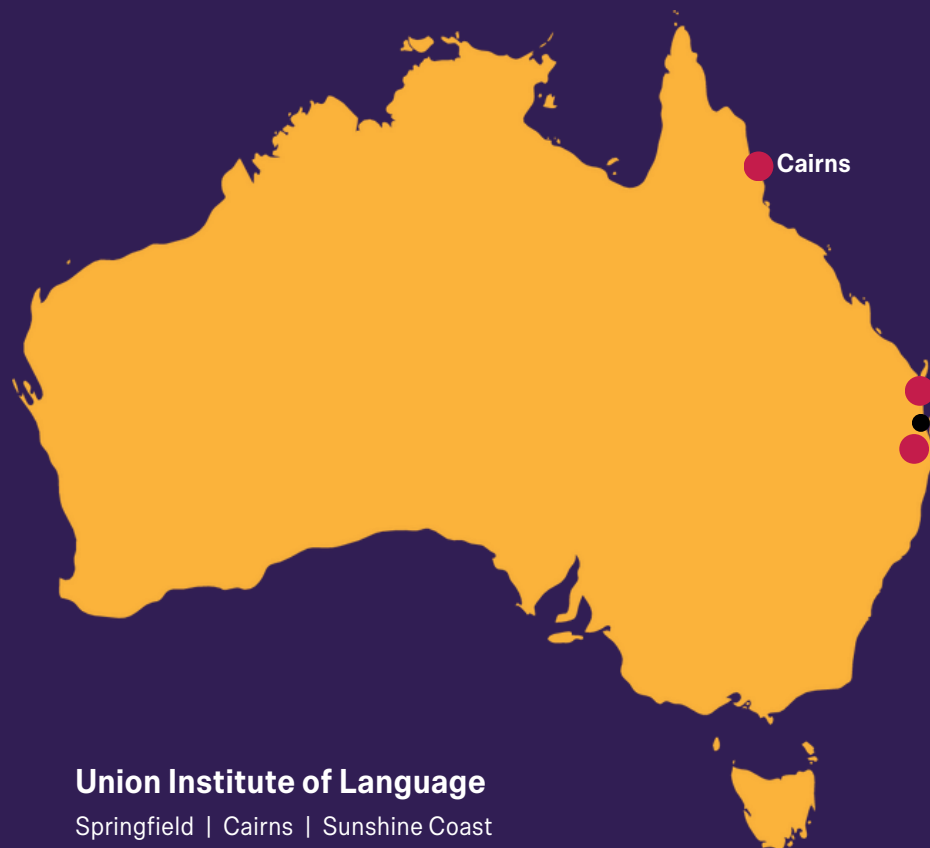 Cairns
Union Institute of Language
Springfield | Cairns | Sunshine Coast